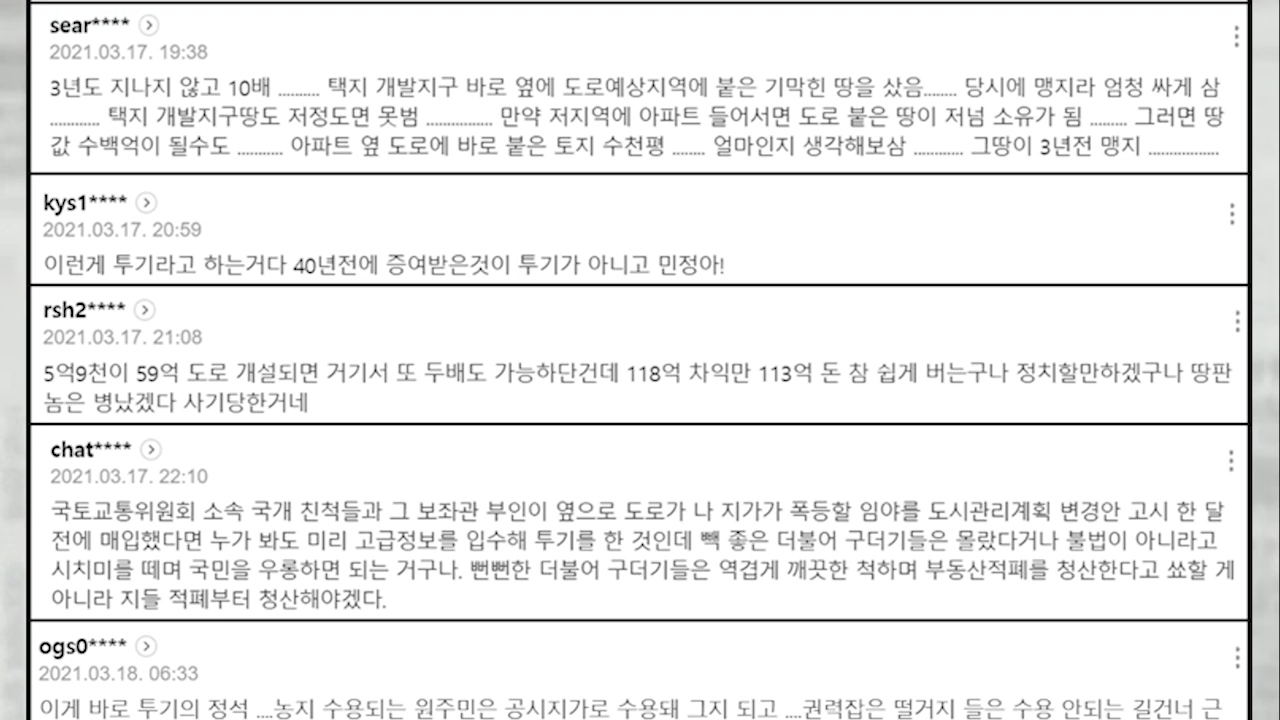 sear****
2021.03.17. 19:38
3년도 지나지 않고 10배 .......... 택지 개발지구 바로 옆에 도로예상지역에 붙은 기막힌 땅을 샀음........ 당시에 맹지라 엄청 싸게 삼
............ 택지 개발지구땅도 저정도면 못범 ................ 만약 저지역에 아파트 들어서면 도로 붙은 땅이 저넘 소유가 됨 ......... 그러면 땅
값 수백억이 될수도 ........... 아파트 옆 도로에 바로 붙은 토지 수천평 ........ 얼마인지 생각해보삼 ............ 그땅이 3년전 맹지 .................
kys1****
2021.03.17. 20:59
이런게 투기라고 하는거다 40년전에 증여받은것이 투기가 아니고 민정아!
rsh2****
2021.03.17. 21:08
5억9천이 59억 도로 개설되면 거기서 또 두배도 가능하단건데 118억 차익만 113억 돈 참 쉽게 버는구나 정치할만하겠구나 땅판
놈은 병났겠다 사기당한거네
chat****
2021.03.17. 22:10
국토교통위원회 소속 국개 친척들과 그 보좌관 부인이 옆으로 도로가 나 지가가 폭등할 임야를 도시관리계획 변경안 고시 한 달
전에 매입했다면 누가 봐도 미리 고급정보를 입수해 투기를 한 것인데 빽 좋은 더불어 구더기들은 몰랐다거나 불법이 아니라고
시치미를 떼며 국민을 우롱하면 되는 거구나. 뻔뻔한 더불어 구더기들은 역겹게 깨끗한 척하며 부동산적폐를 청산한다고 쑈할 게
아니라 지들 적폐부터 청산해야겠다.
ogs0****
2021.03.18. 06:33
이게 바로 투기의 정석 ....농지 수용되는 원주민은 공시지가로 수용돼 그지 되고 ....권력잡은 떨거지 들은 수용 안되는 길건너 근